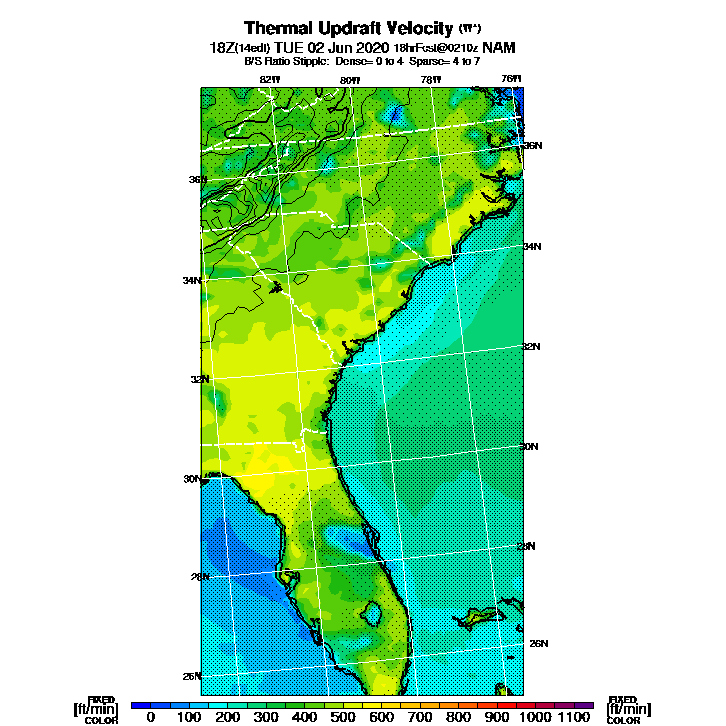 Thermal Updraft Velocity (W*)
18Z(14edt) TUE 02 Jun 2020 18hrFcst@0210z NAM
B/S Ratio Stipple: Dense= 0 to 4 Sparse= 4 to 7
82W 80W 78W 76W
36N
36N
34N
34N
32N
32N
30N
30N
28N
28N
26N
26N
FIXED
[ft/min]
COLOR
0 100 200 300 400 500 600 700 800 900 1000 1100
FIXED
[ft/min]
COLOR